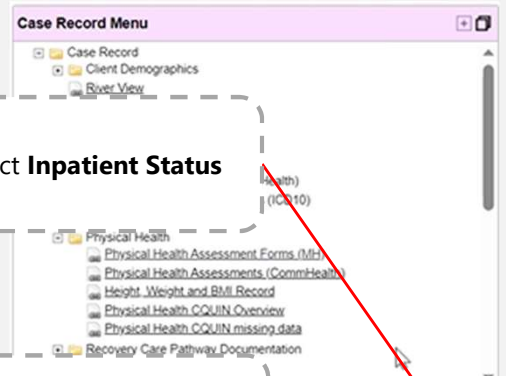 Case Record Menu
Case Record
Client Demographics
River View
ct Inpatient Status
Health)
(ICD10)
Physical Health
Physical Health Assessment Forms (MH)
Physical Health Assessments (CommHealth)
Height, Weight and BMI Record
Physical Health CQUIN Overview
Physical Health CQUIN missing data
Recovery Care Pathway Documentation